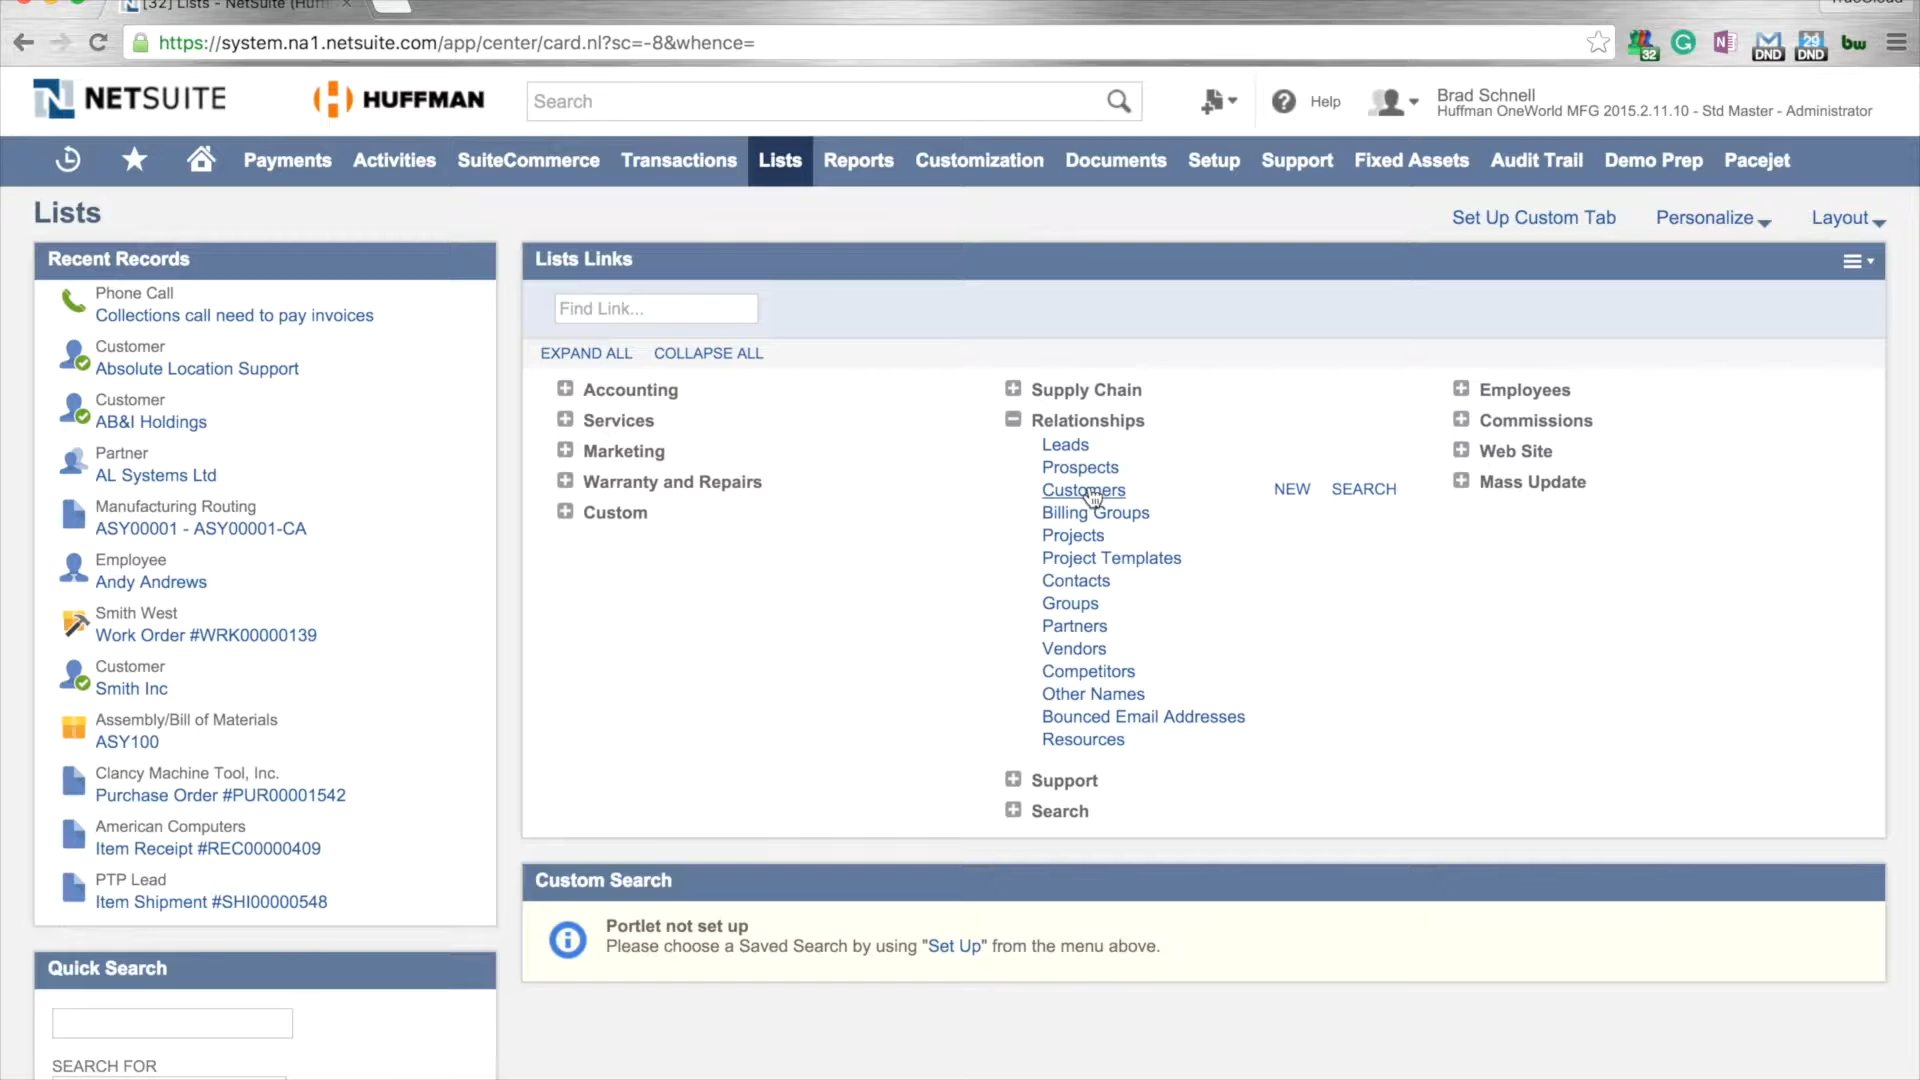 [32] Lists - NetSuite (Huff
https://system.na1.netsuite.com/app/center/card.nl?sc=-8&whence=
32
DND
29
DND
bw
NETSUITE
HUFFMAN
Search
Help
Brad Schnell
Huffman OneWorld MFG 2015.2.11.10 - Std Master - Administrator
Payments Activities SuiteCommerce Transactions Lists Reports Customization Documents Setup Support Fixed Assets Audit Trail Demo Prep Pacejet
Lists
Set Up Custom Tab Personalize Layout
Recent Records
Phone Call
Collections call need to pay invoices
Customer
Absolute Location Support
Customer
AB&I Holdings
Partner
AL Systems Ltd
Manufacturing Routing
ASY00001 - ASY00001-CA
Employee
Andy Andrews
Smith West
Work Order #WRK00000139
Customer
Smith Inc
Assembly/Bill of Materials
ASY100
Clancy Machine Tool, Inc.
Purchase Order #PUR00001542
American Computers
Item Receipt #REC00000409
PTP Lead
Item Shipment #SHI00000548
Quick Search
SEARCH FOR
Lists Links
Find Link...
EXPAND ALL COLLAPSE ALL
Accounting
Services
Marketing
Warranty and Repairs
Custom
Supply Chain
Relationships
Leads
Prospects
Customers NEW SEARCH
Billing Groups
Projects
Project Templates
Contacts
Groups
Partners
Vendors
Competitors
Other Names
Bounced Email Addresses
Resources
Support
Search
Employees
Commissions
Web Site
Mass Update
Custom Search
Portlet not set up
Please choose a Saved Search by using "Set Up" from the menu above.